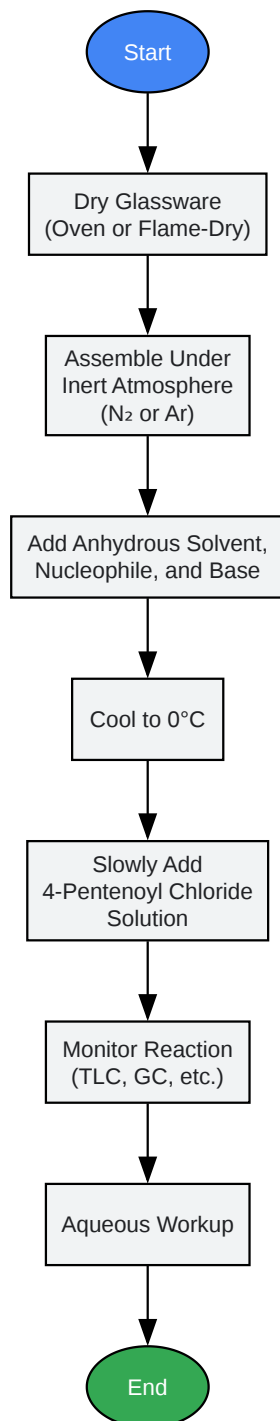 Start
Dry Glassware
(Oven or Flame-Dry)
Assemble Under
Inert Atmosphere
(N₂ or Ar)
Add Anhydrous Solvent,
Nucleophile, and Base
Cool to 0°C
Slowly Add
4-Pentenoyl Chloride
Solution
Monitor Reaction
(TLC, GC, etc.)
Aqueous Workup
End